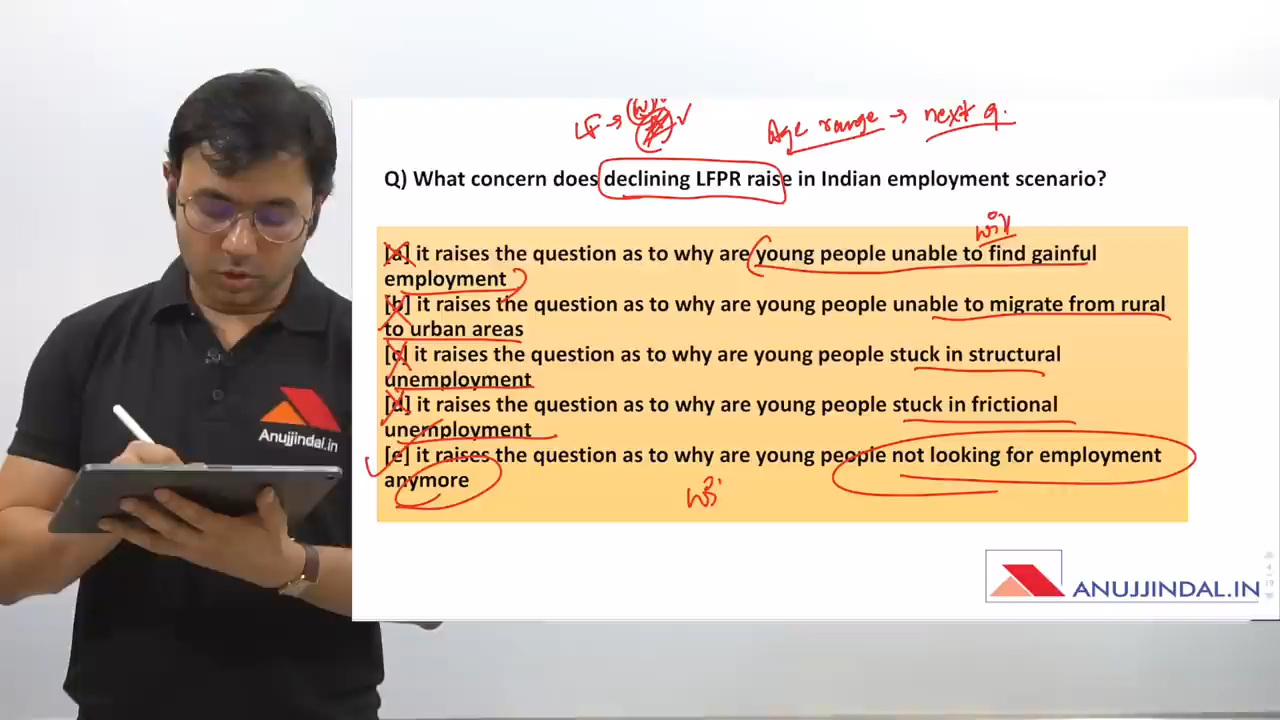 LF →
Age range → next q.
Q) What concern does declining LFPR raise in Indian employment scenario?
[a] it raises the question as to why are young people unable to find gainful
employment
[b] it raises the question as to why are young people unable to migrate from rural
to urban areas
[c] it raises the question as to why are young people stuck in structural
unemployment
[d] it raises the question as to why are young people stuck in frictional
unemployment
[e] it raises the question as to why are young people not looking for employment
anymore
Anujjindal.in
ANUJJINDAL.IN